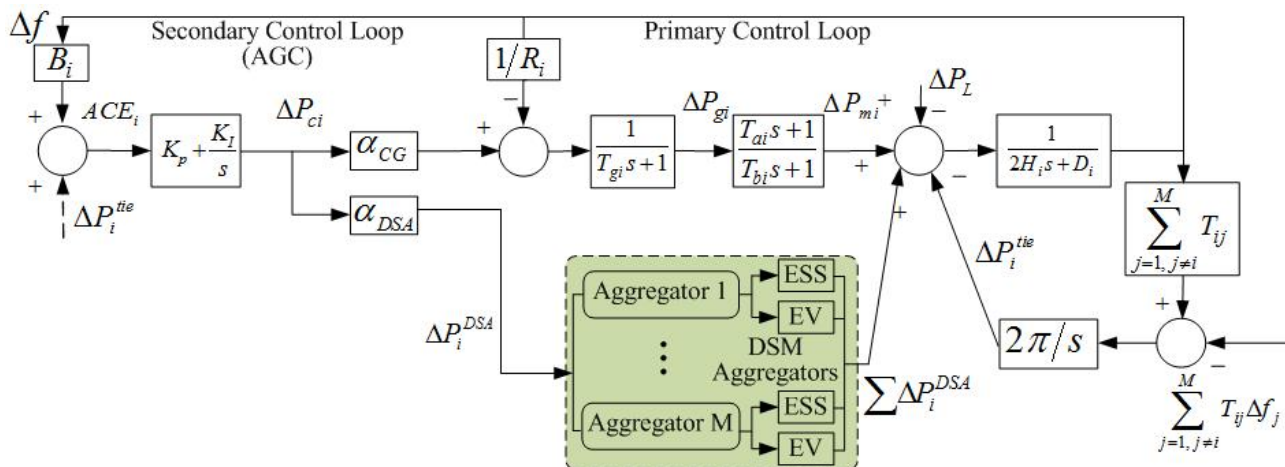 Δf
Secondary Control Loop
(AGC)
Primary Control Loop
B_i
1/R_i
ΔP_L
−
+
ACE_i
ΔP_ci
−
ΔP_gi
ΔP_mi
+
−
K_p + K_I/s
α_CG
+
1/(T_gi s+1)
(T_ai s+1)/(T_bi s+1)
+
−
1/(2H_i s+D_i)
+
ΔP_i^tie
α_DSA
+
ΔP_i^tie
∑_{j=1, j≠i}^{M} T_ij
ΔP_i^DSA
Aggregator 1
ESS
EV
⋮
DSM
Aggregators
Aggregator M
ESS
EV
∑ΔP_i^DSA
2π/s
+
−
∑_{j=1, j≠i}^{M} T_ij Δf_j